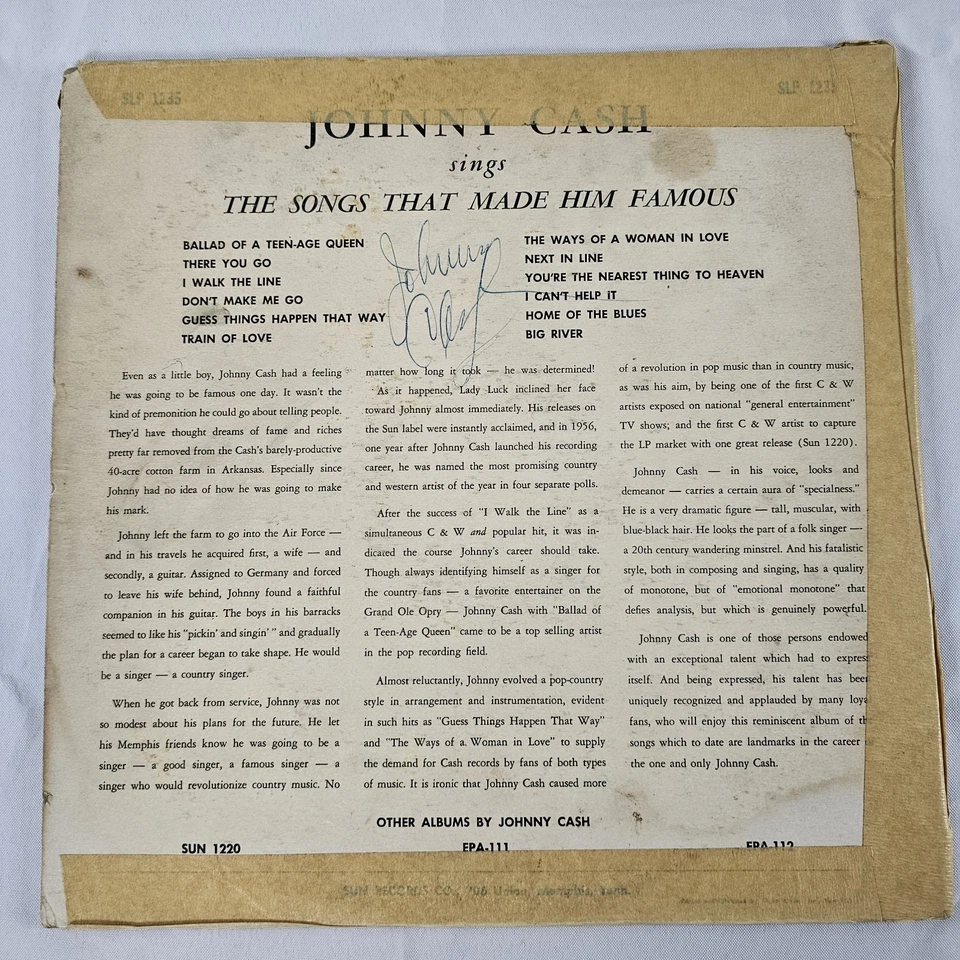 SLP 1235
SLP 123
JOHNNY CASH
sings
THE SONGS THAT MADE HIM FAMOUS
BALLAD OF A TEEN-AGE QUEEN
THERE YOU GO
I WALK THE LINE
DON'T MAKE ME GO
GUESS THINGS HAPPEN THAT WAY
TRAIN OF LOVE
Johnny
Cash
THE WAYS OF A WOMAN IN LOVE
NEXT IN LINE
YOU'RE THE NEAREST THING TO HEAVEN
I CAN'T HELP IT
HOME OF THE BLUES
BIG RIVER
Even as a little boy, Johnny Cash had a feeling
he was going to be famous one day. It wasn't the
kind of premonition he could go about telling people.
They'd have thought dreams of fame and riches
pretty far removed from the Cash's barely-productive
40-acre cotton farm in Arkansas. Especially since
Johnny had no idea of how he was going to make
his mark.
Johnny left the farm to go into the Air Force —
and in his travels he acquired first, a wife — and
secondly, a guitar. Assigned to Germany and forced
to leave his wife behind, Johnny found a faithful
companion in his guitar. The boys in his barracks
seemed to like his "pickin' and singin' " and gradually
the plan for a career began to take shape. He would
be a singer — a country singer.
When he got back from service, Johnny was not
so modest about his plans for the future. He let
his Memphis friends know he was going to be a
singer — a good singer, a famous singer — a
singer who would revolutionize country music. No
matter how long it took — he was determined!
As it happened, Lady Luck inclined her face
toward Johnny almost immediately. His releases on
the Sun label were instantly acclaimed, and in 1956,
one year after Johnny Cash launched his recording
career, he was named the most promising country
and western artist of the year in four separate polls.
After the success of "I Walk the Line" as a
simultaneous C & W and popular hit, it was in-
dicated the course Johnny's career should take.
Though always identifying himself as a singer for
the country fans — a favorite entertainer on the
Grand Ole Opry — Johnny Cash with "Ballad of
a Teen-Age Queen" came to be a top selling artist
in the pop recording field.
Almost reluctantly, Johnny evolved a pop-country
style in arrangement and instrumentation, evident
in such hits as "Guess Things Happen That Way"
and "The Ways of a Woman in Love" to supply
the demand for Cash records by fans of both types
of music. It is ironic that Johnny Cash caused more
of a revolution in pop music than in country music,
as was his aim, by being one of the first C & W
artists exposed on national "general entertainment"
TV shows; and the first C & W artist to capture
the LP market with one great release (Sun 1220).
Johnny Cash — in his voice, looks and
demeanor — carries a certain aura of "specialness."
He is a very dramatic figure — tall, muscular, with
blue-black hair. He looks the part of a folk singer —
a 20th century wandering minstrel. And his fatalistic
style, both in composing and singing, has a quality
of monotone, but of "emotional monotone" that
defies analysis, but which is genuinely powerful.
Johnny Cash is one of those persons endowed
with an exceptional talent which had to express
itself. And being expressed, his talent has been
uniquely recognized and applauded by many loya
fans, who will enjoy this reminiscent album of th
songs which to date are landmarks in the career
the one and only Johnny Cash.
OTHER ALBUMS BY JOHNNY CASH
SUN 1220 EPA-111 EPA-112
SUN RECORDS CO., 706 Union, Memphis, Tenn.